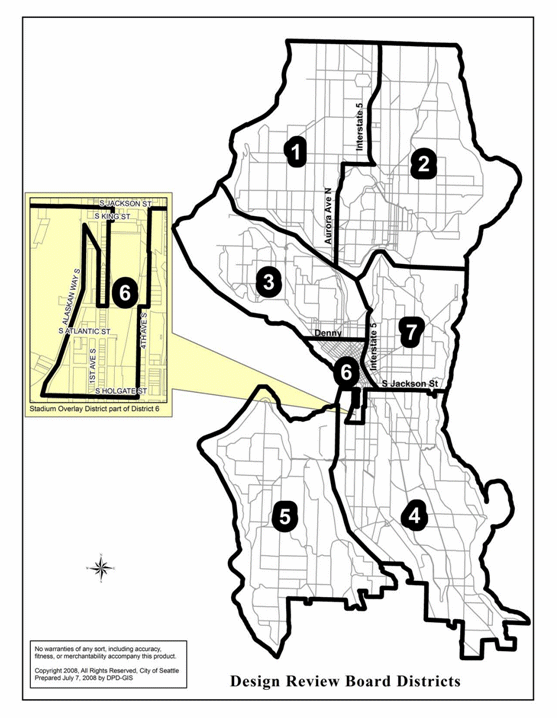 Interstate 5
1
2
Aurora Ave N
S JACKSON ST
S KING ST
6
ALASKAN WAY S
S ATLANTIC ST
1ST AVE S
4TH AVE S
S HOLGATE ST
Stadium Overlay District part of District 6
3
Denny
Interstate 5
7
6
S Jackson St
5
4
No warranties of any sort, including accuracy,
fitness, or merchantability accompany this product.
Copyright 2008, All Rights Reserved, City of Seattle
Prepared July 7, 2008 by DPD-GIS
Design Review Board Districts